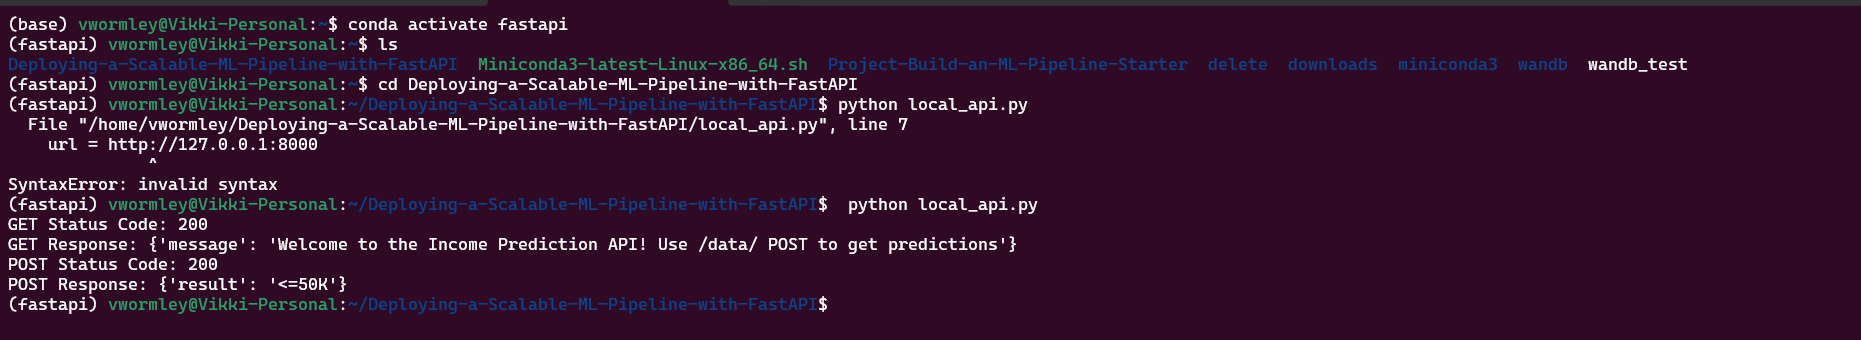 (base) vwormley@Vikki-Personal:~$ conda activate fastapi
(fastapi) vwormley@Vikki-Personal:~$ ls
Deploying-a-Scalable-ML-Pipeline-with-FastAPI  Miniconda3-latest-Linux-x86_64.sh  Project-Build-an-ML-Pipeline-Starter  delete  downloads  miniconda3  wandb  wandb_test
(fastapi) vwormley@Vikki-Personal:~$ cd Deploying-a-Scalable-ML-Pipeline-with-FastAPI
(fastapi) vwormley@Vikki-Personal:~/Deploying-a-Scalable-ML-Pipeline-with-FastAPI$ python local_api.py
  File "/home/vwormley/Deploying-a-Scalable-ML-Pipeline-with-FastAPI/local_api.py", line 7
    url = http://127.0.0.1:8000
              ^
SyntaxError: invalid syntax
(fastapi) vwormley@Vikki-Personal:~/Deploying-a-Scalable-ML-Pipeline-with-FastAPI$  python local_api.py
GET Status Code: 200
GET Response: {'message': 'Welcome to the Income Prediction API! Use /data/ POST to get predictions'}
POST Status Code: 200
POST Response: {'result': '<=50K'}
(fastapi) vwormley@Vikki-Personal:~/Deploying-a-Scalable-ML-Pipeline-with-FastAPI$